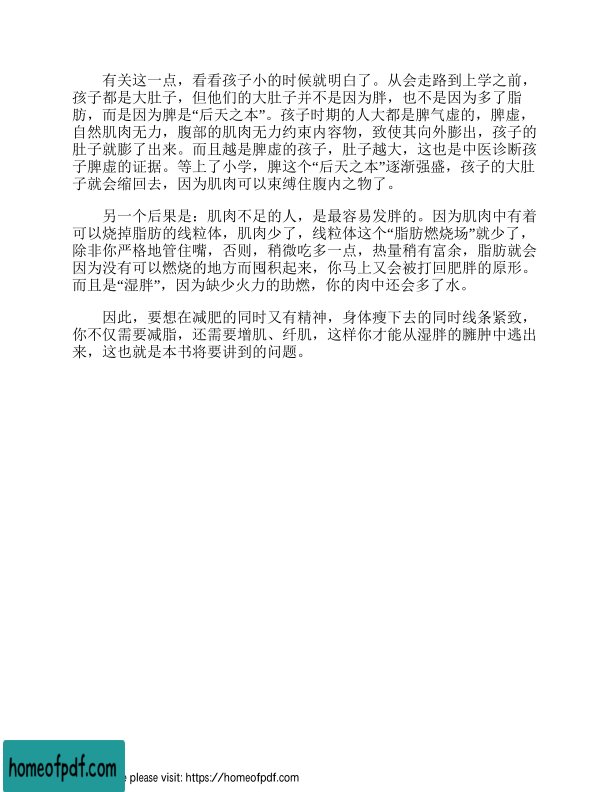 有关这一点，看看孩子小的时候就明白了。从会走路到上学之前，
孩子都是大肚子，但他们的大肚子并不是因为胖，也不是因为多了脂
肪，而是因为脾是“后天之本”。孩子时期的人大都是脾气虚的，脾虚，
自然肌肉无力，腹部的肌肉无力约束内容物，致使其向外膨出，孩子的
肚子就膨了出来。而且越是脾虚的孩子，肚子越大，这也是中医诊断孩
子脾虚的证据。等上了小学，脾这个“后天之本”逐渐强盛，孩子的大肚
子就会缩回去，因为肌肉可以束缚住腹内之物了。
另一个后果是：肌肉不足的人，是最容易发胖的。因为肌肉中有着
可以烧掉脂肪的线粒体，肌肉少了，线粒体这个“脂肪燃烧场”就少了，
除非你严格地管住嘴，否则，稍微吃多一点，热量稍有富余，脂肪就会
因为没有可以燃烧的地方而囤积起来，你马上又会被打回肥胖的原形。
而且是“湿胖”，因为缺少火力的助燃，你的肉中还会多了水。
因此，要想在减肥的同时又有精神，身体瘦下去的同时线条紧致，
你不仅需要减脂，还需要增肌、纤肌，这样你才能从湿胖的臃肿中逃出
来，这也就是本书将要讲到的问题。
homeofpdf.com
e please visit: https://homeofpdf.com